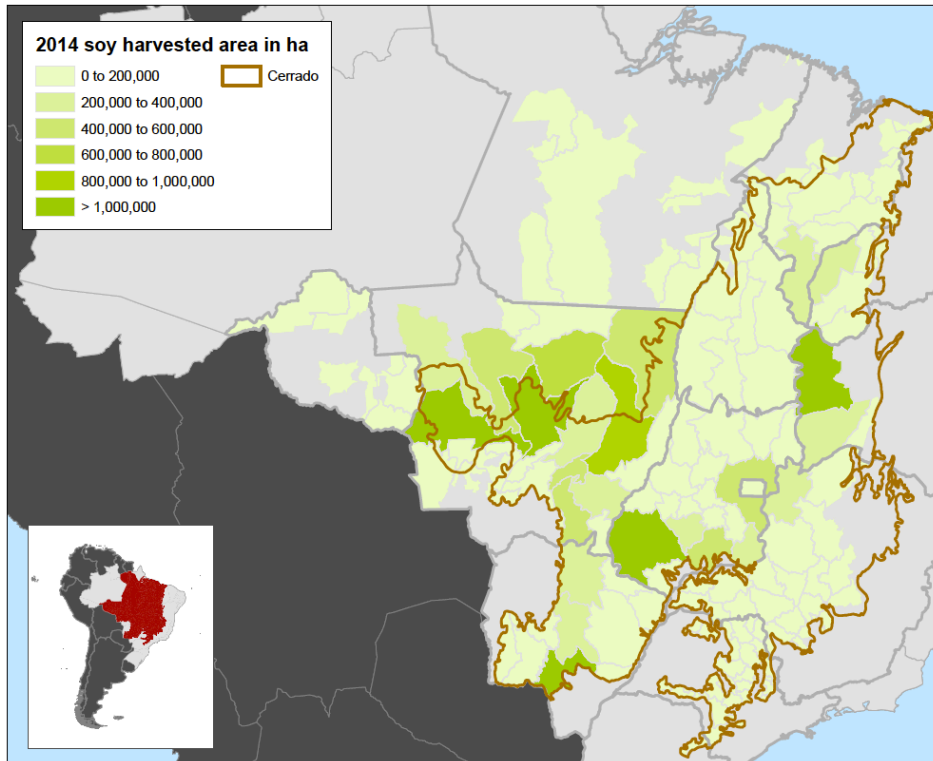 2014 soy harvested area in ha
0 to 200,000
Cerrado
200,000 to 400,000
400,000 to 600,000
600,000 to 800,000
800,000 to 1,000,000
> 1,000,000